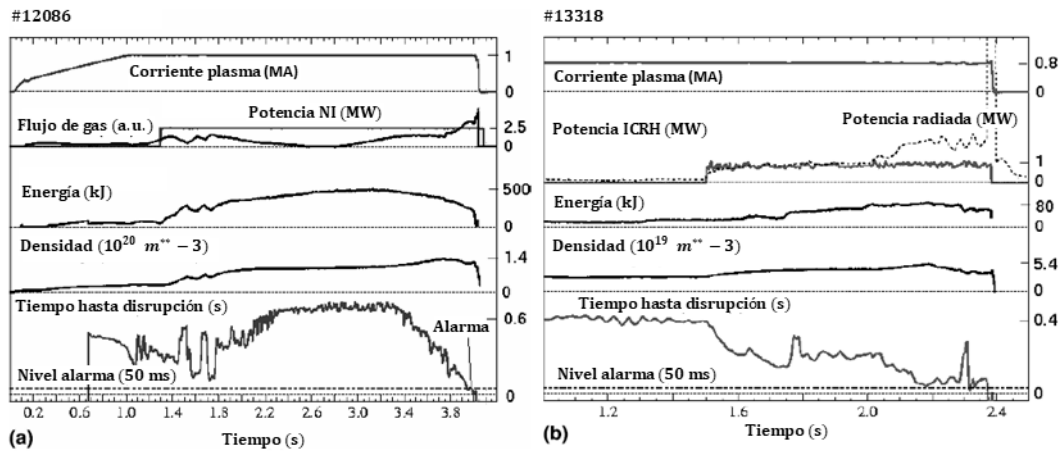 #12086
Corriente plasma (MA)
1
0
Potencia NI (MW)
Flujo de gas (a.u.)
2.5
0
Energía (kJ)
500
0
Densidad (10²⁰ m** − 3)
1.4
0
Tiempo hasta disrupción (s)
0.6
Alarma
Nivel alarma (50 ms)
0
0.2 0.6 1.0 1.4 1.8 2.2 2.6 3.0 3.4 3.8
(a)
Tiempo (s)
#13318
Corriente plasma (MA)
0.8
0
Potencia ICRH (MW)
Potencia radiada (MW)
1
0
Energía (kJ)
80
0
Densidad (10¹⁹ m** − 3)
5.4
0
Tiempo hasta disrupción (s)
0.4
Nivel alarma (50 ms)
0
1.2 1.6 2.0 2.4
(b)
Tiempo (s)